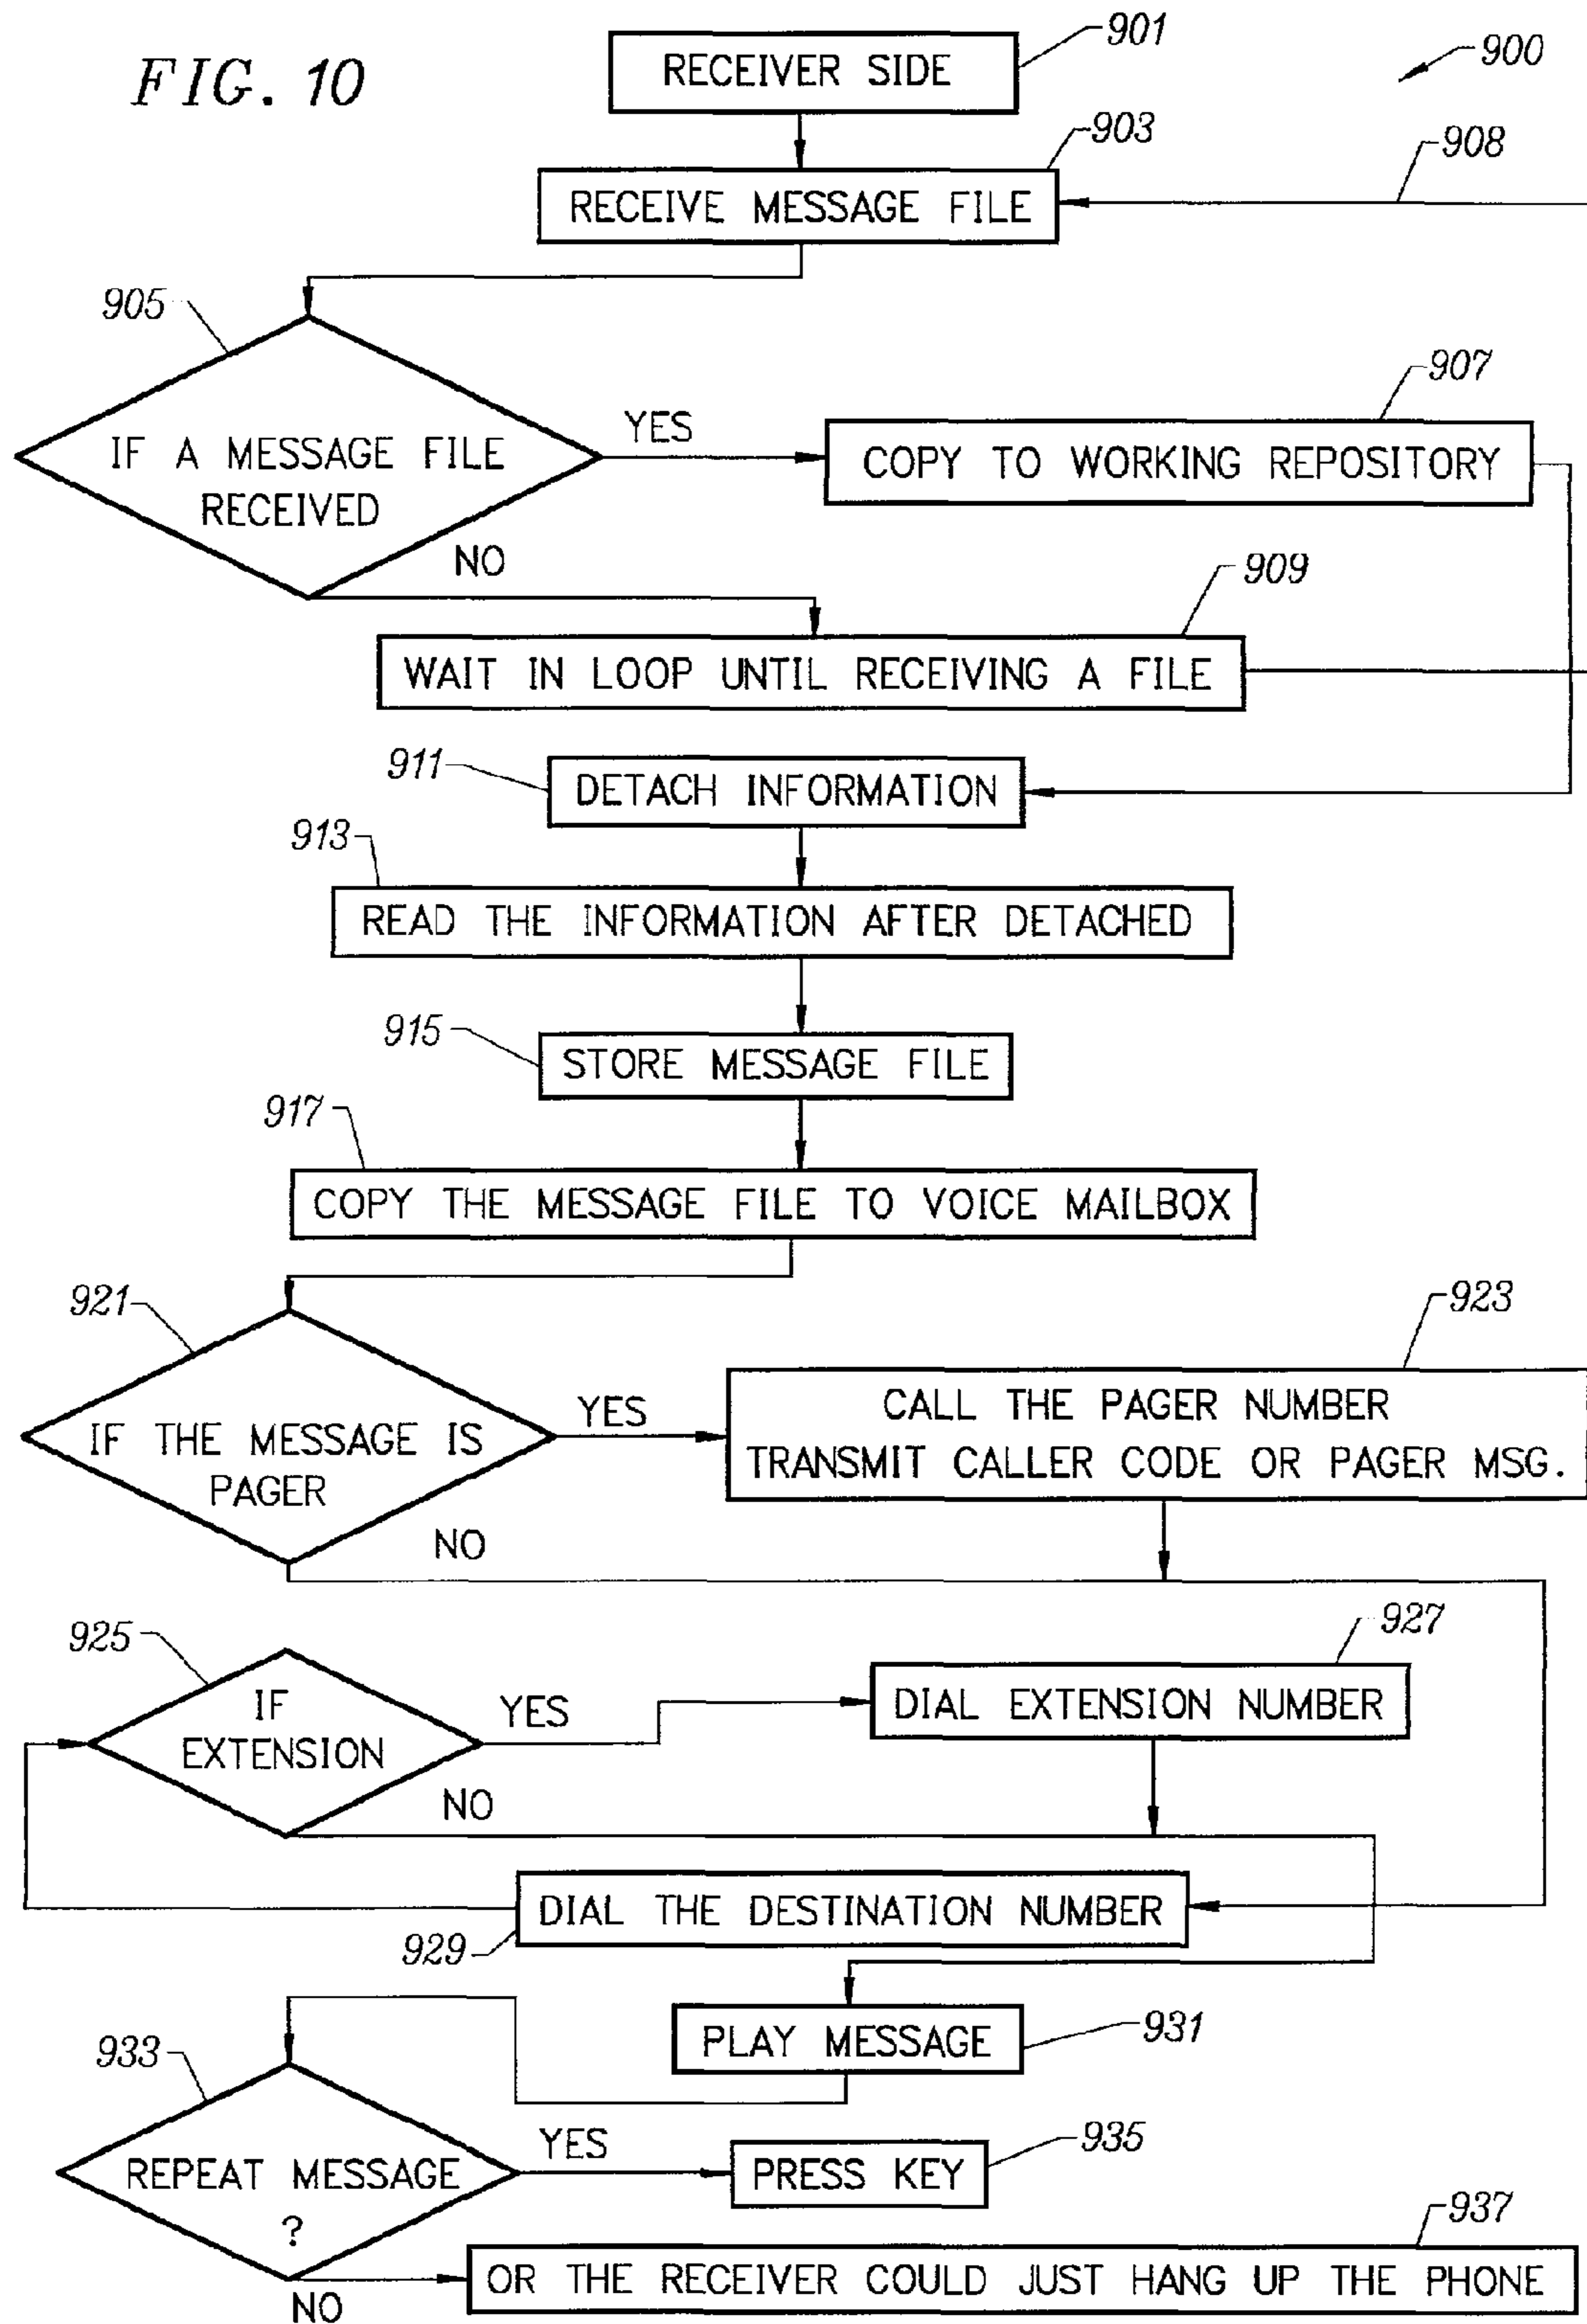 FIG. 10
RECEIVER SIDE
901
900
RECEIVE MESSAGE FILE
903
908
905
IF A MESSAGE FILE
RECEIVED
YES
NO
907
COPY TO WORKING REPOSITORY
909
WAIT IN LOOP UNTIL RECEIVING A FILE
911
DETACH INFORMATION
913
READ THE INFORMATION AFTER DETACHED
915
STORE MESSAGE FILE
917
COPY THE MESSAGE FILE TO VOICE MAILBOX
921
IF THE MESSAGE IS
PAGER
YES
NO
923
CALL THE PAGER NUMBER
TRANSMIT CALLER CODE OR PAGER MSG.
925
IF
EXTENSION
YES
NO
927
DIAL EXTENSION NUMBER
DIAL THE DESTINATION NUMBER
929
PLAY MESSAGE
931
933
REPEAT MESSAGE
?
YES
NO
PRESS KEY
935
937
OR THE RECEIVER COULD JUST HANG UP THE PHONE